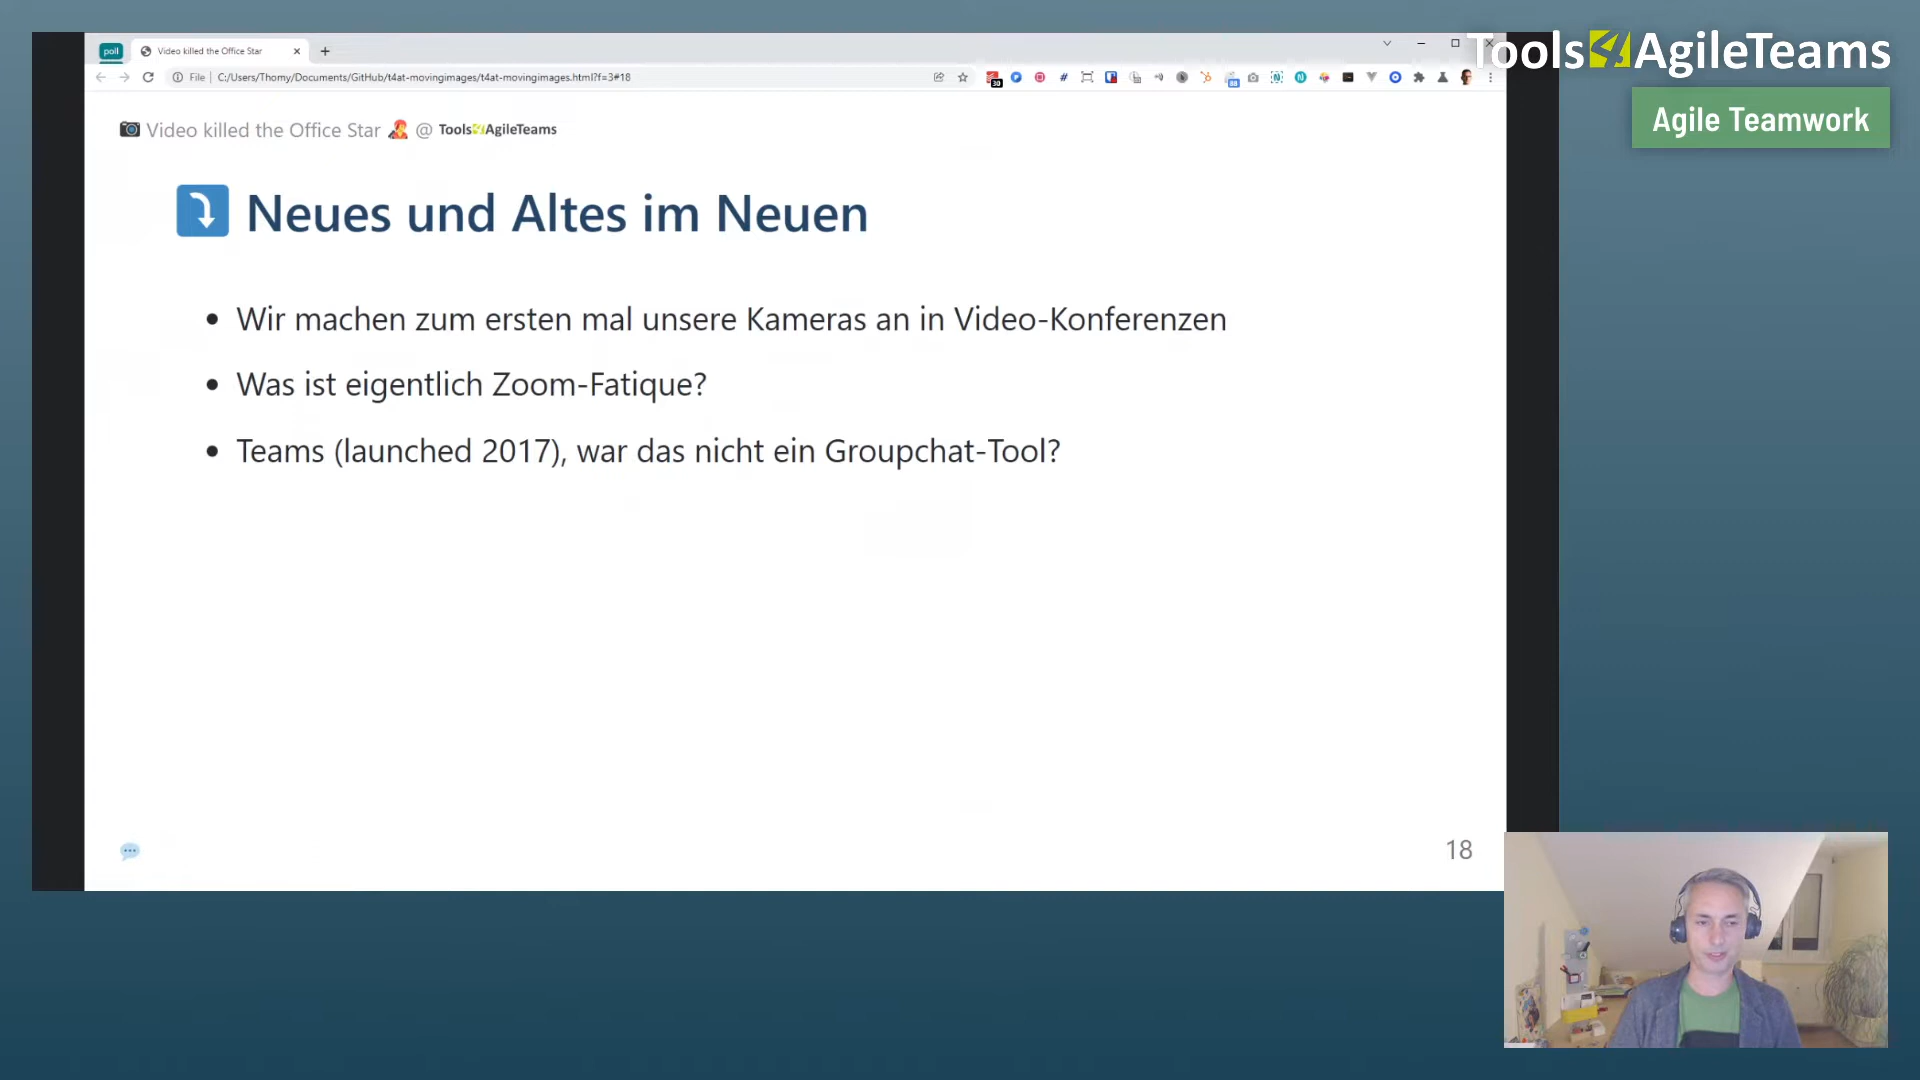 poll
Video killed the Office Star
File
C:/Users/Thomy/Documents/GitHub/t4at-movingimages/t4at-movingimages.html?f=3#18
Tools4AgileTeams
Agile Teamwork
Video killed the Office Star @ Tools4AgileTeams
Neues und Altes im Neuen
• Wir machen zum ersten mal unsere Kameras an in Video-Konferenzen
• Was ist eigentlich Zoom-Fatique?
• Teams (launched 2017), war das nicht ein Groupchat-Tool?
18